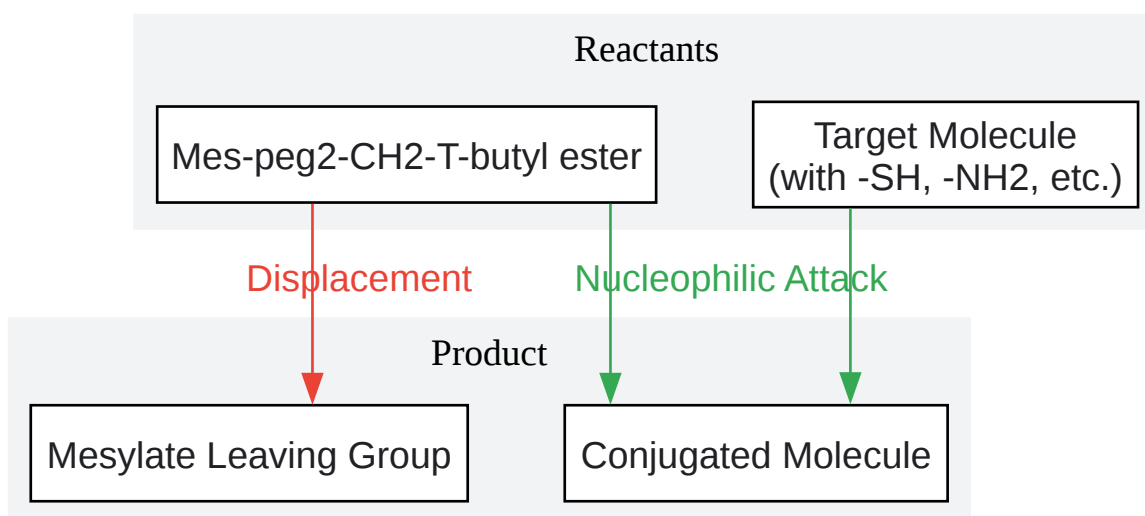 Reactants
Mes-peg2-CH2-T-butyl ester
Target Molecule
(with -SH, -NH2, etc.)
Displacement
Nucleophilic Attack
Product
Mesylate Leaving Group
Conjugated Molecule